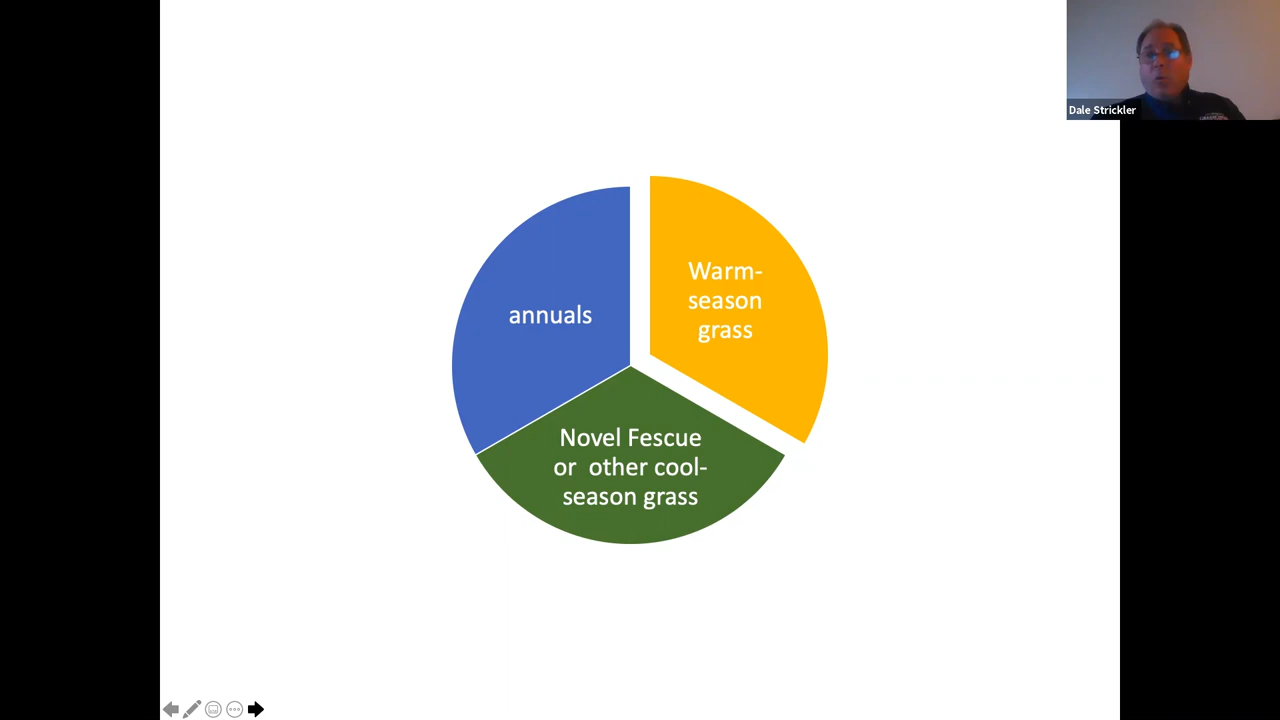 Dale Strickler
Warm-
season
grass
annuals
Novel Fescue
or other cool-
season grass